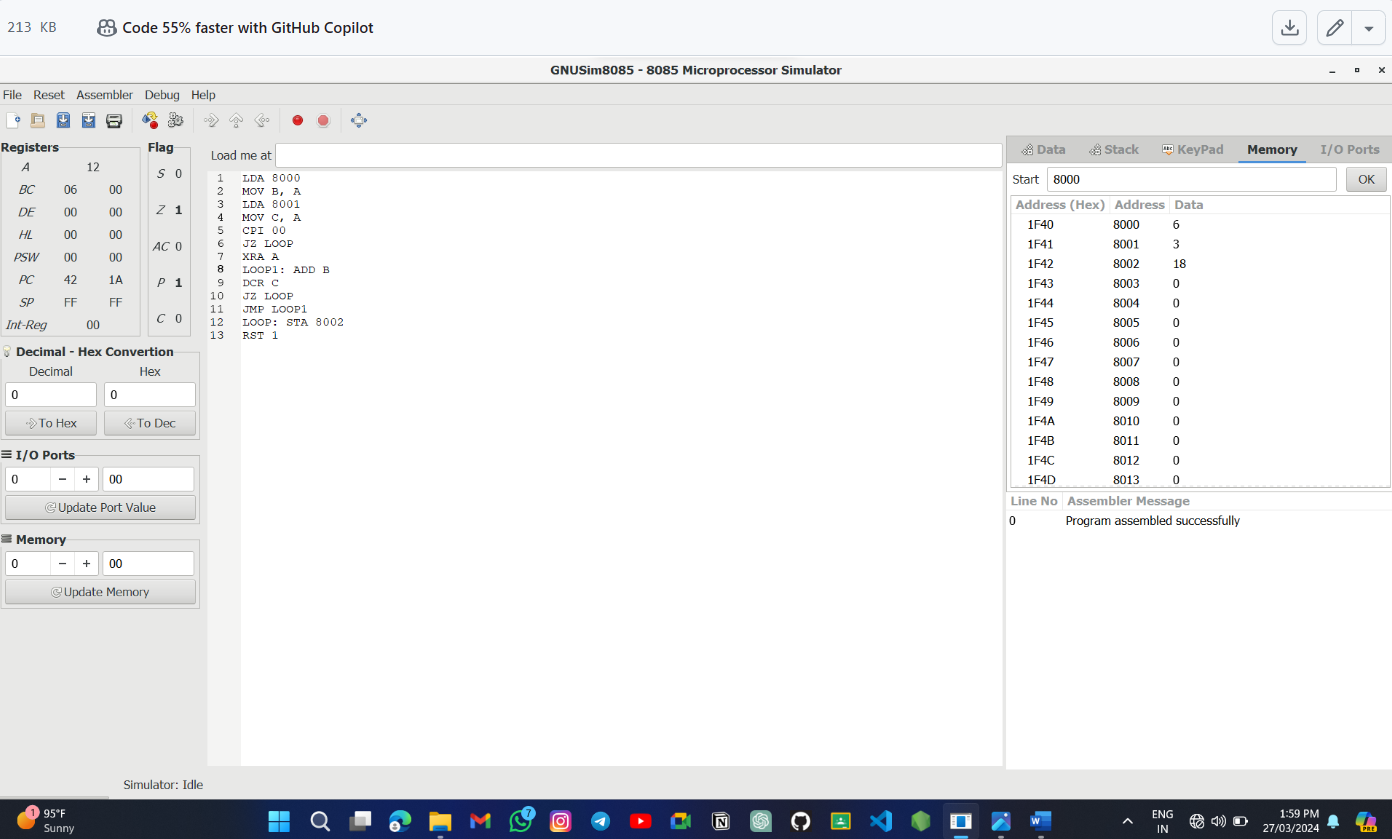 213 KB
Code 55% faster with GitHub Copilot
GNUSim8085 - 8085 Microprocessor Simulator
File Reset Assembler Debug Help
Registers
A 12
BC 06 00
DE 00 00
HL 00 00
PSW 00 00
PC 42 1A
SP FF FF
Int-Reg 00
Flag
S 0
Z 1
AC 0
P 1
C 0
Decimal - Hex Convertion
Decimal Hex
0 0
To Hex To Dec
I/O Ports
0 - + 00
Update Port Value
Memory
0 - + 00
Update Memory
Load me at
1 LDA 8000
2 MOV B, A
3 LDA 8001
4 MOV C, A
5 CPI 00
6 JZ LOOP
7 XRA A
8 LOOP1: ADD B
9 DCR C
10 JZ LOOP
11 JMP LOOP1
12 LOOP: STA 8002
13 RST 1
Data Stack KeyPad Memory I/O Ports
Start 8000 OK
Address (Hex) Address Data
1F40 8000 6
1F41 8001 3
1F42 8002 18
1F43 8003 0
1F44 8004 0
1F45 8005 0
1F46 8006 0
1F47 8007 0
1F48 8008 0
1F49 8009 0
1F4A 8010 0
1F4B 8011 0
1F4C 8012 0
1F4D 8013 0
Line No Assembler Message
0 Program assembled successfully
Simulator: Idle
1 95°F
Sunny
7
ENG
IN
1:59 PM
27/03/2024
PRE